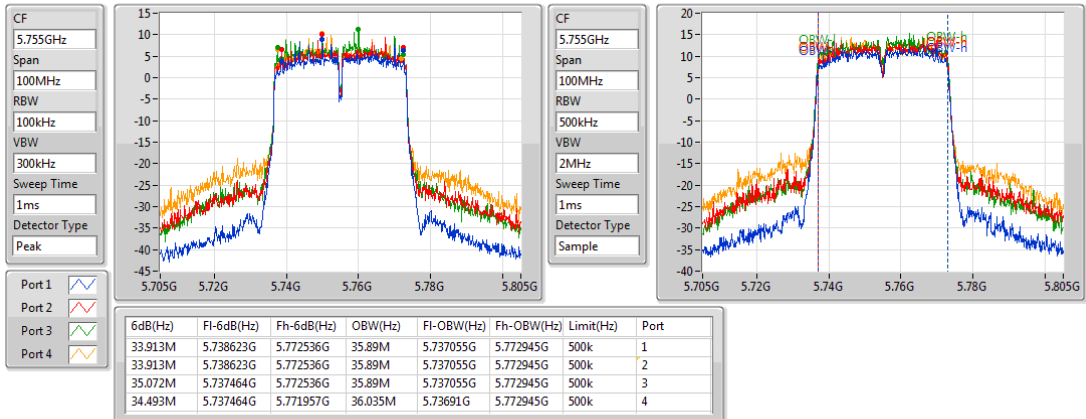 CF
5.755GHz
Span
100MHz
RBW
100kHz
VBW
300kHz
Sweep Time
1ms
Detector Type
Peak
15
10
5
0
-5
-10
-15
-20
-25
-30
-35
-40
-45
5.705G 5.72G 5.74G 5.76G 5.78G 5.805G
CF
5.755GHz
Span
100MHz
RBW
500kHz
VBW
2MHz
Sweep Time
1ms
Detector Type
Sample
20
15
10
5
0
-5
-10
-15
-20
-25
-30
-35
-40
5.705G 5.72G 5.74G 5.76G 5.78G 5.805G
Port 1
Port 2
Port 3
Port 4
6dB(Hz) Fl-6dB(Hz) Fh-6dB(Hz) OBW(Hz) Fl-OBW(Hz) Fh-OBW(Hz) Limit(Hz) Port
33.913M 5.738623G 5.772536G 35.89M 5.737055G 5.772945G 500k 1
33.913M 5.738623G 5.772536G 35.89M 5.737055G 5.772945G 500k 2
35.072M 5.737464G 5.772536G 35.89M 5.737055G 5.772945G 500k 3
34.493M 5.737464G 5.771957G 36.035M 5.73691G 5.772945G 500k 4